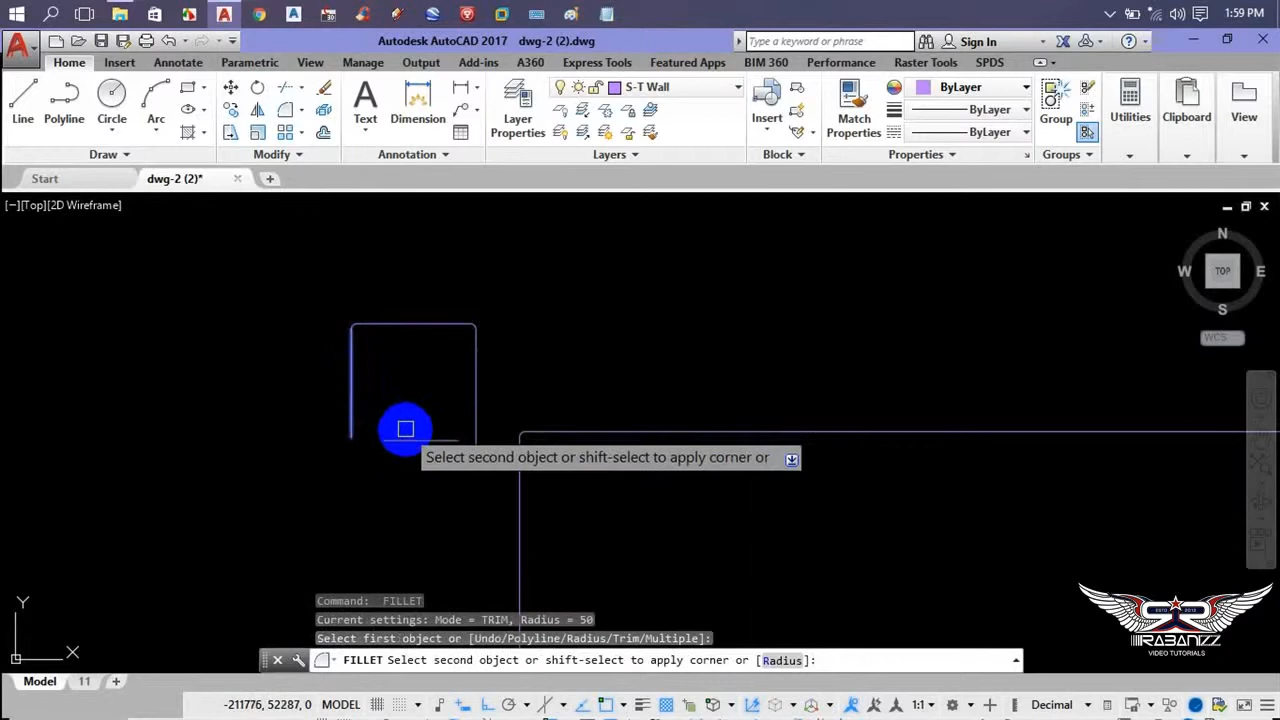 1:59 PM
Autodesk AutoCAD 2017 dwg-2 (2).dwg
Type a keyword or phrase
Sign In
Home Insert Annotate Parametric View Manage Output Add-ins A360 Express Tools Featured Apps BIM 360 Performance Raster Tools SPDS
Line Polyline Circle Arc
Text Dimension
Layer Properties
S-T Wall
Insert
Match Properties
ByLayer
ByLayer
ByLayer
Group
Utilities
Clipboard
View
Draw Modify Annotation Layers Block Properties Groups
Start dwg-2 (2)*
[−][Top][2D Wireframe]
N
W TOP E
S
WCS
Select second object or shift-select to apply corner or
Command: FILLET
Current settings: Mode = TRIM, Radius = 50
Select first object or [Undo/Polyline/Radius/Trim/Multiple]:
FILLET Select second object or shift-select to apply corner or [Radius]:
Y
X
RABANIZZ
VIDEO TUTORIALS
Model 11
-211776, 52287, 0 MODEL 1:1 Decimal